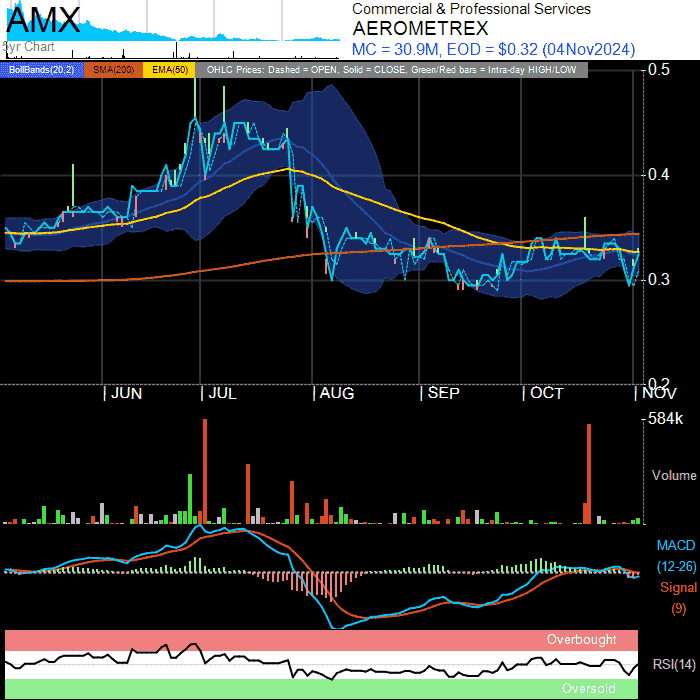 AMX
5yr Chart
Commercial & Professional Services
AEROMETREX
MC = 30.9M, EOD = $0.32 (04Nov2024)
BollBands(20,2) SMA(200) EMA(50) OHLC Prices: Dashed = OPEN, Solid = CLOSE, Green/Red bars = Intra-day HIGH/LOW
0.5
0.4
0.3
0.2
JUN JUL AUG SEP OCT NOV
584k
Volume
MACD
(12-26)
Signal
(9)
Overbought
RSI(14)
Oversold